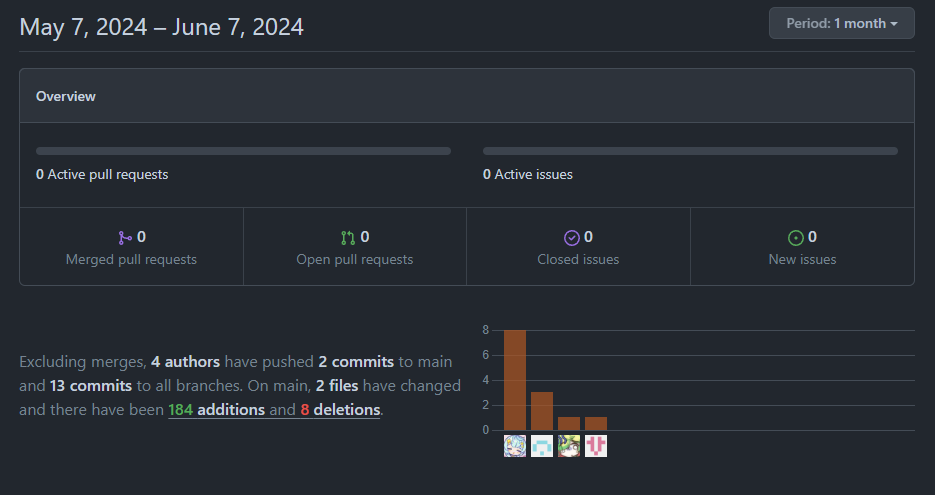 May 7, 2024 – June 7, 2024
Period: 1 month
Overview
0 Active pull requests
0 Active issues
0
Merged pull requests
0
Open pull requests
0
Closed issues
0
New issues
Excluding merges, 4 authors have pushed 2 commits to main
and 13 commits to all branches. On main, 2 files have changed
and there have been 184 additions and 8 deletions.
8
6
4
2
0